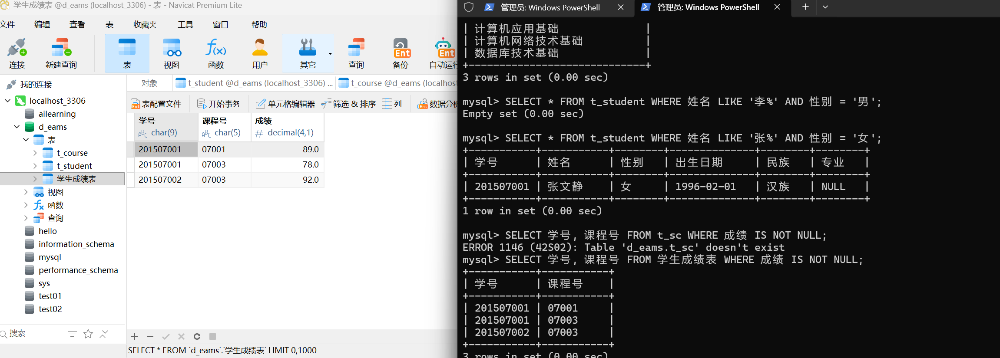 学生成绩表 @d_eams (localhost_3306) - 表 - Navicat Premium Lite
文件 编辑 查看 表 收藏夹 工具 窗口 帮助
连接 新建查询 表 视图 函数 用户 其它 查询 备份 自动运行
Ent Ent
我的连接
localhost_3306
ailearning
d_eams
表
t_course
t_student
学生成绩表
视图
函数
查询
hello
information_schema
mysql
performance_schema
sys
test01
test02
搜索
对象 t_student @d_eams (localhost_3306) ... t_course @d_eams (localhost
表配置文件 开始事务 单元格编辑器 筛选 & 排序 列 数据分析
学号 课程号 成绩
char(9) char(5) # decimal(4,1)
201507001 07001 89.0
201507001 07003 78.0
201507002 07003 92.0
SELECT * FROM `d_eams`.`学生成绩表` LIMIT 0,1000
管理员: Windows PowerShell 管理员: Windows PowerShell
| 计算机应用基础 |
| 计算机网络技术基础 |
| 数据库技术基础 |
+-----------------------------+
3 rows in set (0.00 sec)
mysql> SELECT * FROM t_student WHERE 姓名 LIKE '李%' AND 性别 = '男';
Empty set (0.00 sec)
mysql> SELECT * FROM t_student WHERE 姓名 LIKE '张%' AND 性别 = '女';
+-----------+-----------+--------+--------------+--------+--------+
| 学号 | 姓名 | 性别 | 出生日期 | 民族 | 专业 |
+-----------+-----------+--------+--------------+--------+--------+
| 201507001 | 张文静 | 女 | 1996-02-01 | 汉族 | NULL |
+-----------+-----------+--------+--------------+--------+--------+
1 row in set (0.00 sec)
mysql> SELECT 学号, 课程号 FROM t_sc WHERE 成绩 IS NOT NULL;
ERROR 1146 (42S02): Table 'd_eams.t_sc' doesn't exist
mysql> SELECT 学号, 课程号 FROM 学生成绩表 WHERE 成绩 IS NOT NULL;
+-----------+-----------+
| 学号 | 课程号 |
+-----------+-----------+
| 201507001 | 07001 |
| 201507001 | 07003 |
| 201507002 | 07003 |
+-----------+-----------+
3 rows in set (0.00 sec)